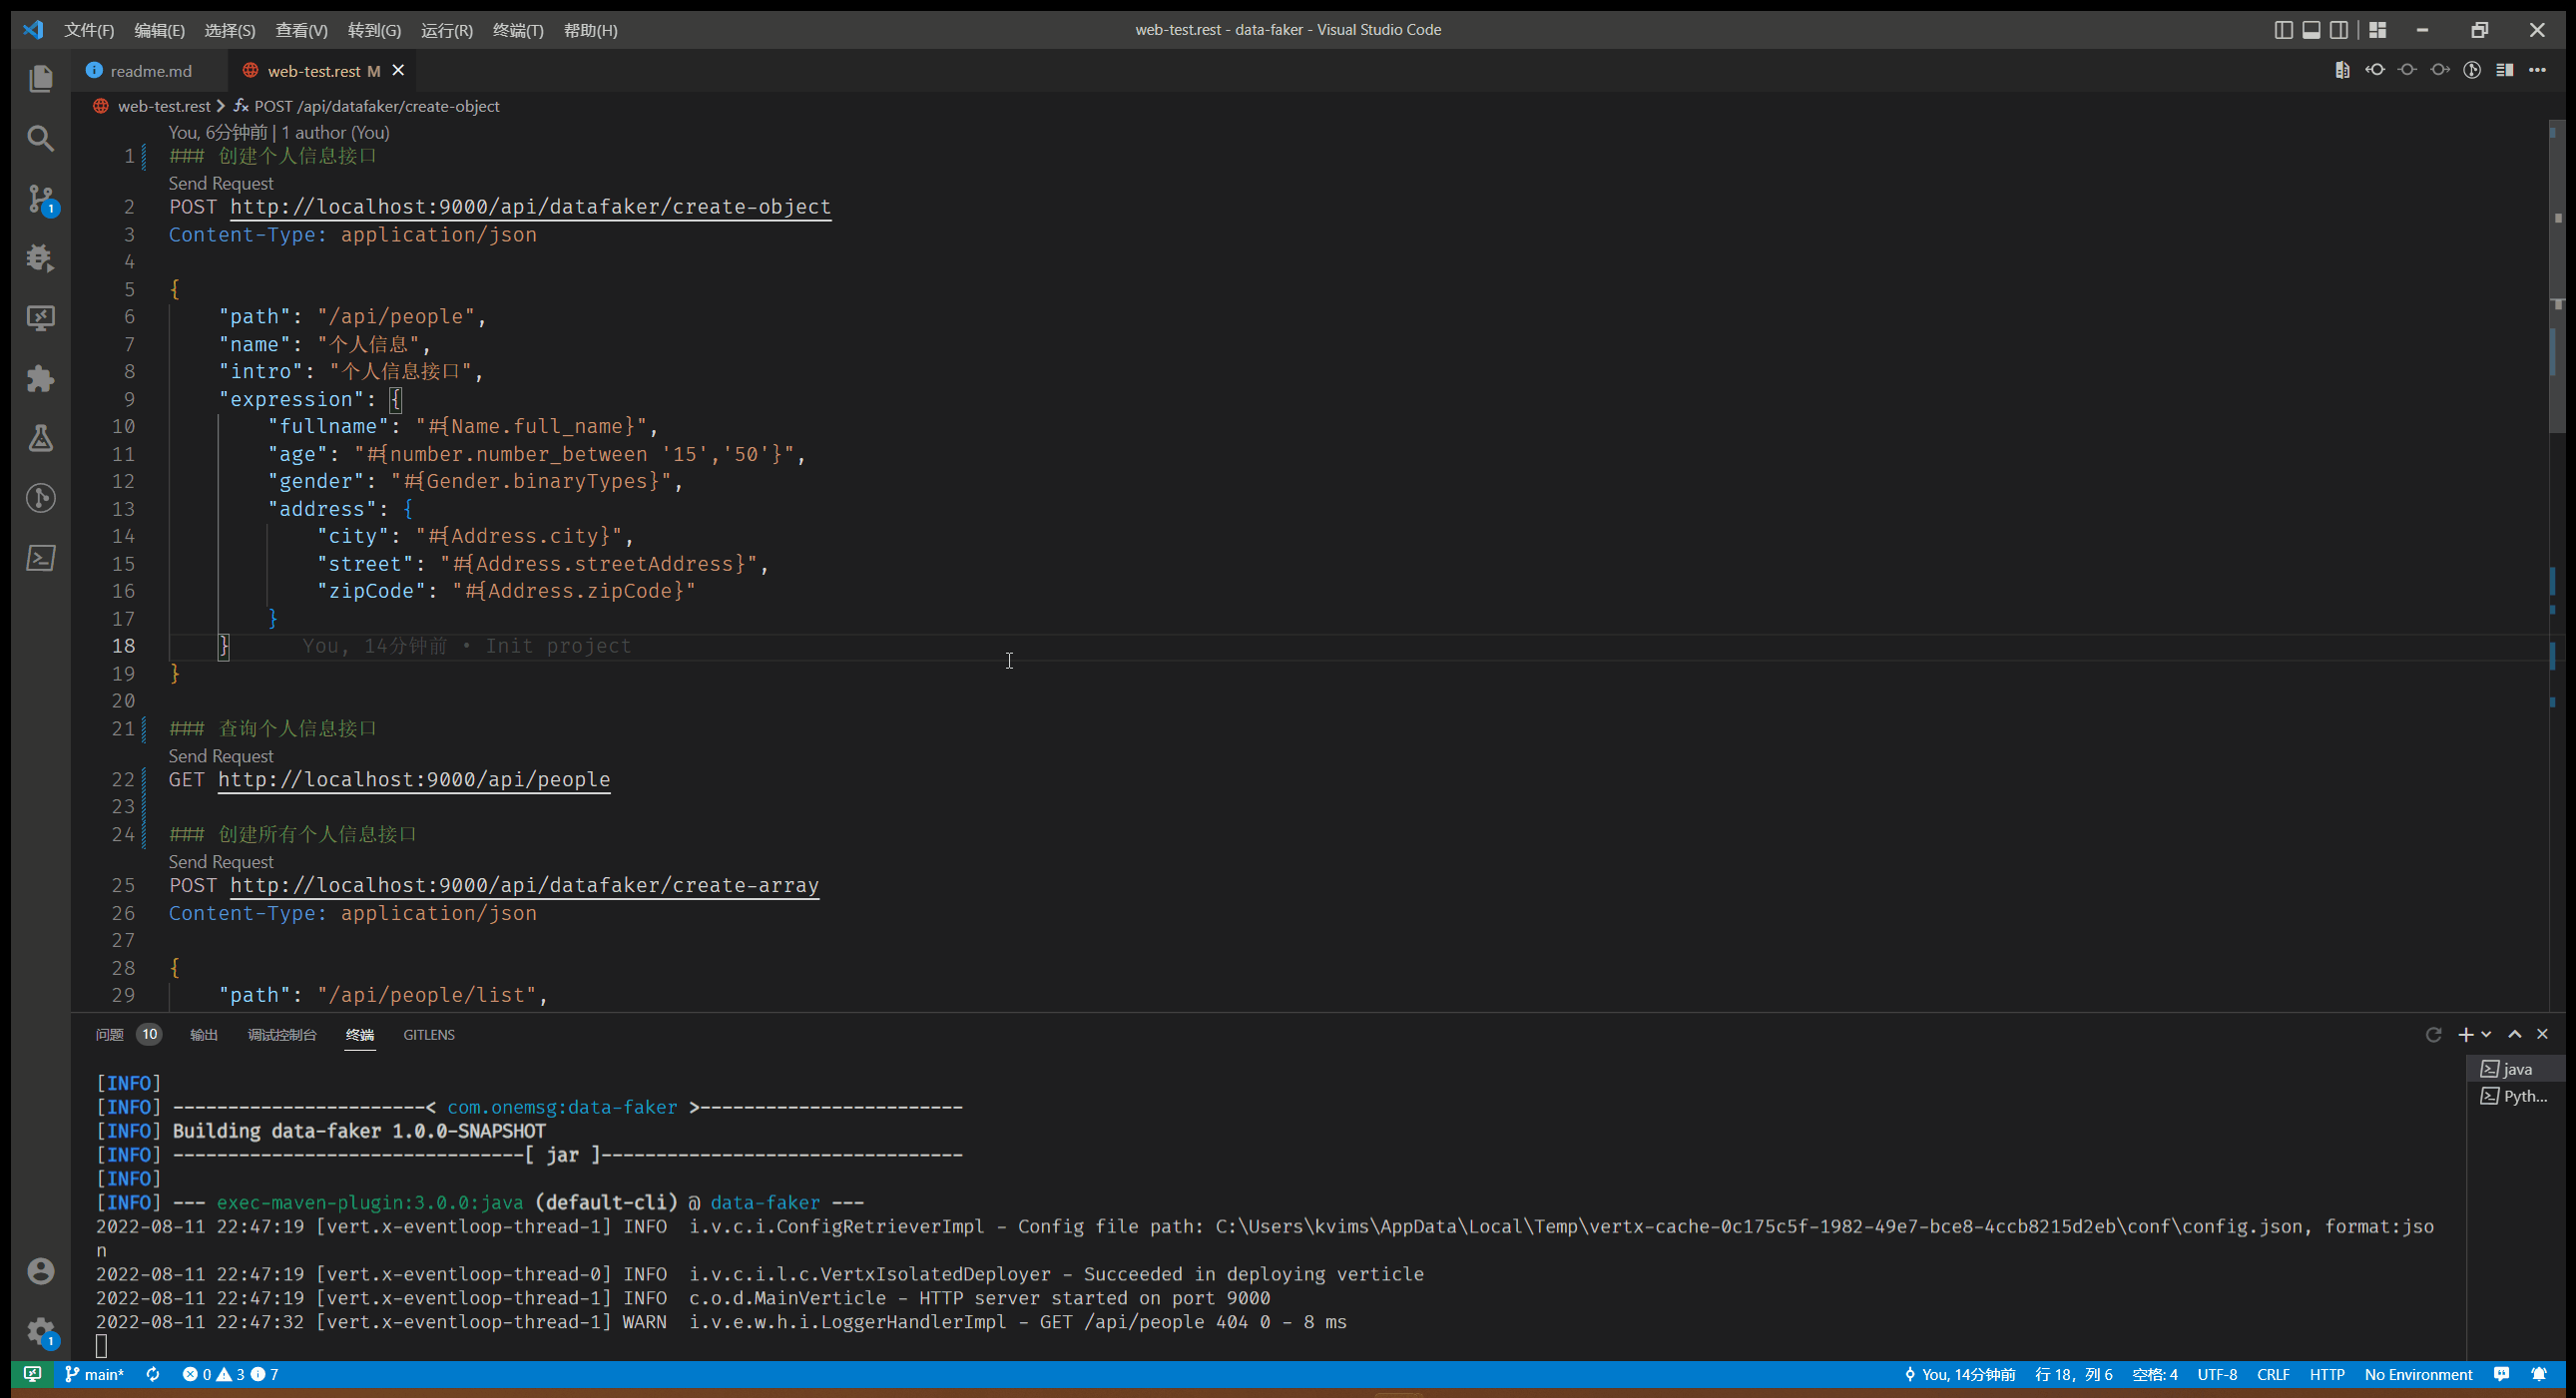 文件(F) 编辑(E) 选择(S) 查看(V) 转到(G) 运行(R) 终端(T) 帮助(H) web-test.rest - data-faker - Visual Studio Code
readme.md web-test.rest M
web-test.rest > POST /api/datafaker/create-object
You, 6分钟前 | 1 author (You)
1 ### 创建个人信息接口
Send Request
2 POST http://localhost:9000/api/datafaker/create-object
3 Content-Type: application/json
4
5 {
6 "path": "/api/people",
7 "name": "个人信息",
8 "intro": "个人信息接口",
9 "expression": {
10 "fullname": "#{Name.full_name}",
11 "age": "#{number.number_between '15','50'}",
12 "gender": "#{Gender.binaryTypes}",
13 "address": {
14 "city": "#{Address.city}",
15 "street": "#{Address.streetAddress}",
16 "zipCode": "#{Address.zipCode}"
17 }
18 } You, 14分钟前 • Init project
19 }
20
21 ### 查询个人信息接口
Send Request
22 GET http://localhost:9000/api/people
23
24 ### 创建所有个人信息接口
Send Request
25 POST http://localhost:9000/api/datafaker/create-array
26 Content-Type: application/json
27
28 {
29 "path": "/api/people/list",
问题 10 输出 调试控制台 终端 GITLENS
java
Pyth...
[INFO]
[INFO] -----------------------< com.onemsg:data-faker >------------------------
[INFO] Building data-faker 1.0.0-SNAPSHOT
[INFO] --------------------------------[ jar ]---------------------------------
[INFO]
[INFO] --- exec-maven-plugin:3.0.0:java (default-cli) @ data-faker ---
2022-08-11 22:47:19 [vert.x-eventloop-thread-1] INFO i.v.c.i.ConfigRetrieverImpl - Config file path: C:\Users\kvims\AppData\Local\Temp\vertx-cache-0c175c5f-1982-49e7-bce8-4ccb8215d2eb\conf\config.json, format:jso
n
2022-08-11 22:47:19 [vert.x-eventloop-thread-0] INFO i.v.c.i.l.c.VertxIsolatedDeployer - Succeeded in deploying verticle
2022-08-11 22:47:19 [vert.x-eventloop-thread-1] INFO c.o.d.MainVerticle - HTTP server started on port 9000
2022-08-11 22:47:32 [vert.x-eventloop-thread-1] WARN i.v.e.w.h.i.LoggerHandlerImpl - GET /api/people 404 0 - 8 ms
main* 0 3 7 You, 14分钟前 行 18，列 6 空格: 4 UTF-8 CRLF HTTP No Environment